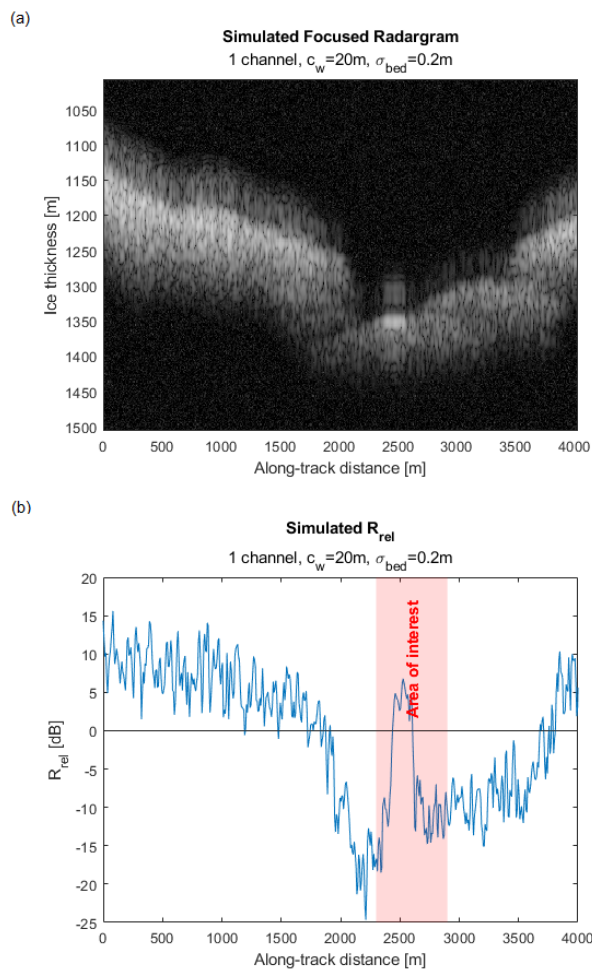 (a)
Simulated Focused Radargram
1 channel, c_w=20m, σ_bed=0.2m
1050
1100
1150
1200
1250
1300
1350
1400
1450
1500
Ice thickness [m]
0 500 1000 1500 2000 2500 3000 3500 4000
Along-track distance [m]
(b)
Simulated R_rel
1 channel, c_w=20m, σ_bed=0.2m
20
15
10
5
0
-5
-10
-15
-20
-25
R_rel [dB]
Area of interest
0 500 1000 1500 2000 2500 3000 3500 4000
Along-track distance [m]